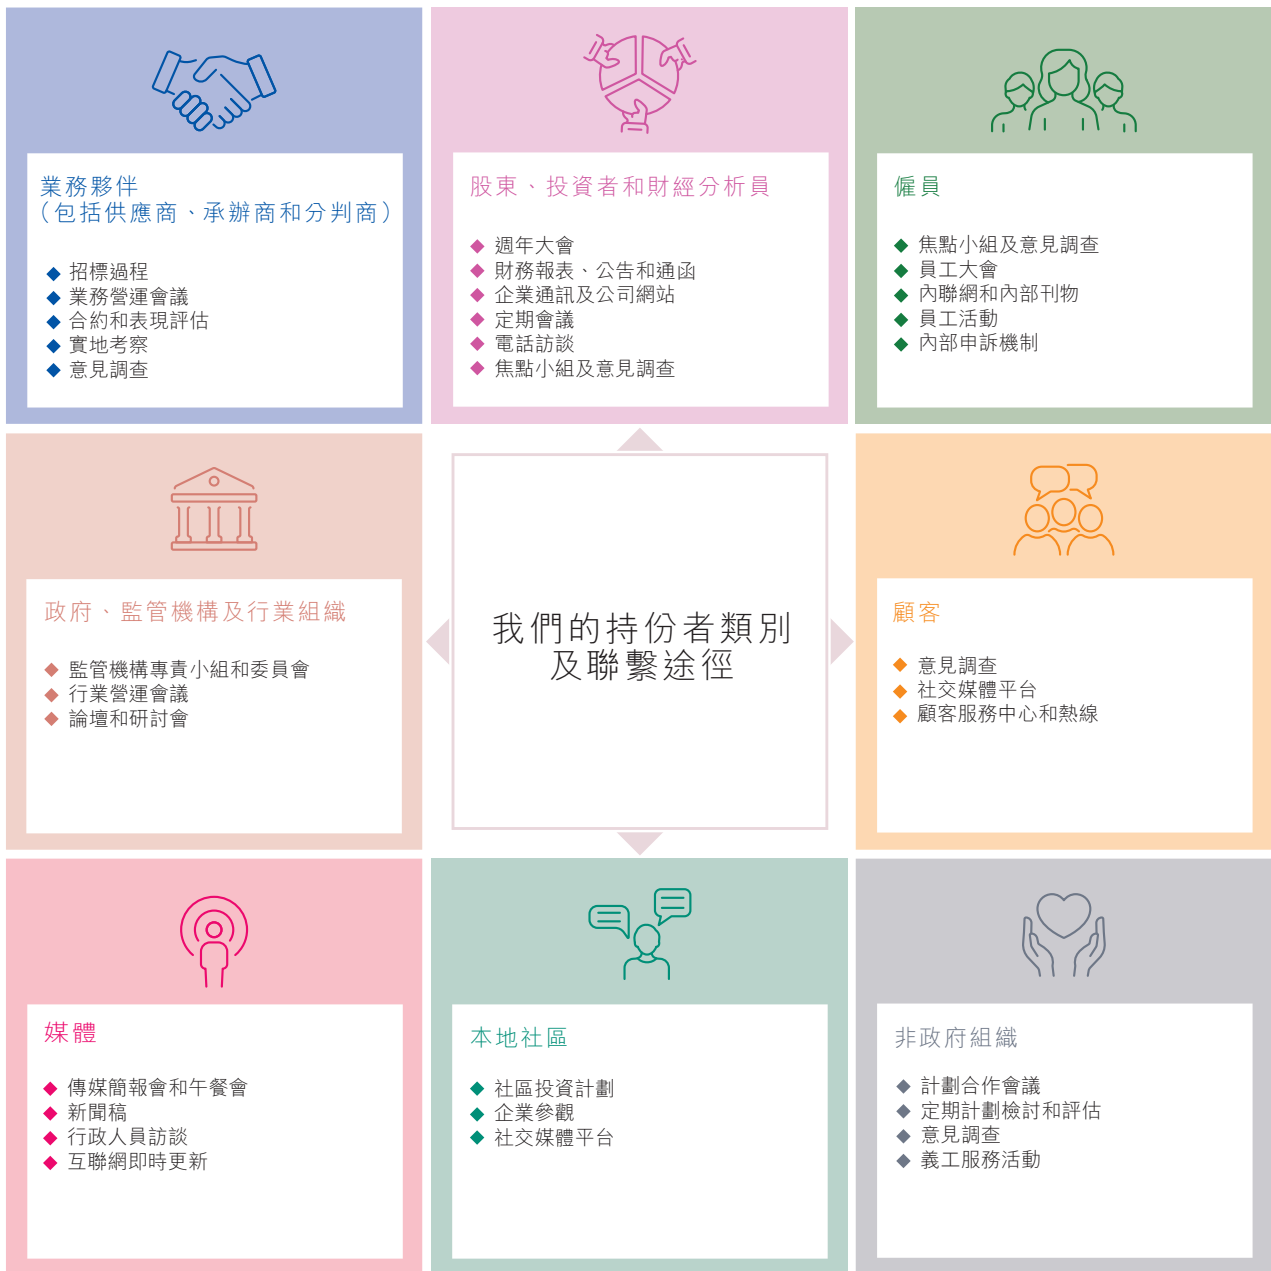 業務夥伴
（包括供應商、承辦商和分判商）
招標過程
業務營運會議
合約和表現評估
實地考察
意見調查
股東、投資者和財經分析員
週年大會
財務報表、公告和通函
企業通訊及公司網站
定期會議
電話訪談
焦點小組及意見調查
僱員
焦點小組及意見調查
員工大會
內聯網和內部刊物
員工活動
內部申訴機制
政府、監管機構及行業組織
監管機構專責小組和委員會
行業營運會議
論壇和研討會
我們的持份者類別
及聯繫途徑
顧客
意見調查
社交媒體平台
顧客服務中心和熱線
媒體
傳媒簡報會和午餐會
新聞稿
行政人員訪談
互聯網即時更新
本地社區
社區投資計劃
企業參觀
社交媒體平台
非政府組織
計劃合作會議
定期計劃檢討和評估
意見調查
義工服務活動